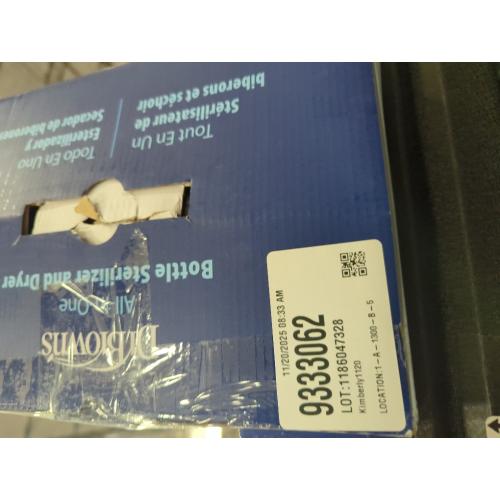 Dr.Brown's
All In One
Bottle Sterilizer and Dryer
Todo En Uno
Esterilizador y
Secador de biberones
Tout En Un
Stérilisateur de
biberons et séchoir
11/20/2025 08:33 AM
9333062
LOT:1186047328
Kimberly1120
LOCATION:1-A-1300-B-5